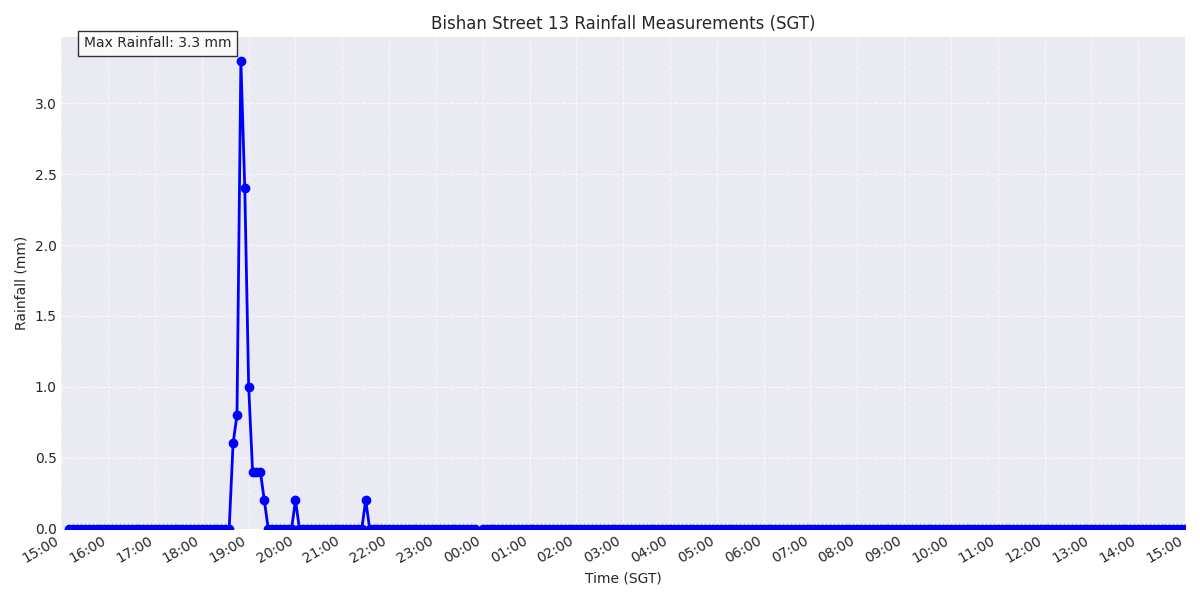 Bishan Street 13 Rainfall Measurements (SGT)
Max Rainfall: 3.3 mm
Rainfall (mm)
3.0
2.5
2.0
1.5
1.0
0.5
0.0
15:00 16:00 17:00 18:00 19:00 20:00 21:00 22:00 23:00 00:00 01:00 02:00 03:00 04:00 05:00 06:00 07:00 08:00 09:00 10:00 11:00 12:00 13:00 14:00 15:00
Time (SGT)